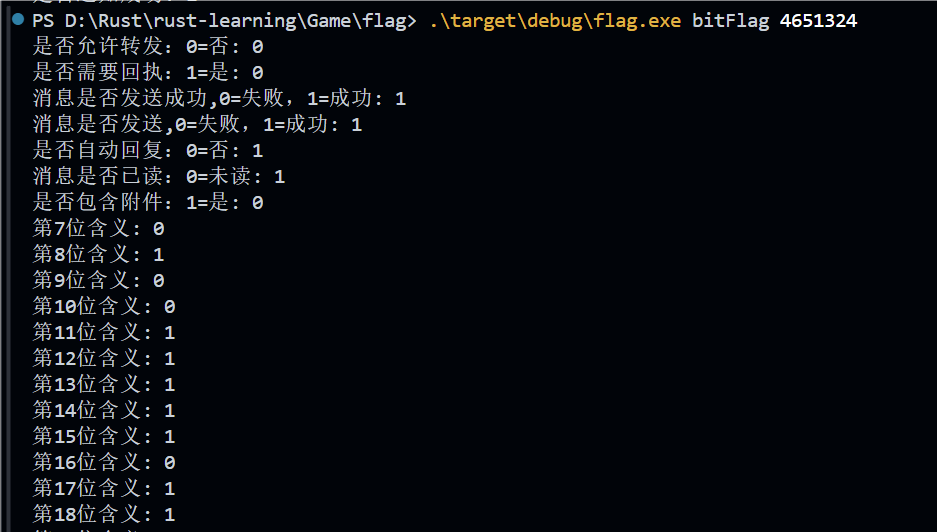 PS D:\Rust\rust-learning\Game\flag> .\target\debug\flag.exe bitFlag 4651324
是否允许转发：0=否: 0
是否需要回执：1=是: 0
消息是否发送成功,0=失败，1=成功: 1
消息是否发送,0=失败，1=成功: 1
是否自动回复：0=否: 1
消息是否已读：0=未读: 1
是否包含附件：1=是: 0
第7位含义: 0
第8位含义: 1
第9位含义: 0
第10位含义: 0
第11位含义: 1
第12位含义: 1
第13位含义: 1
第14位含义: 1
第15位含义: 1
第16位含义: 0
第17位含义: 1
第18位含义: 1